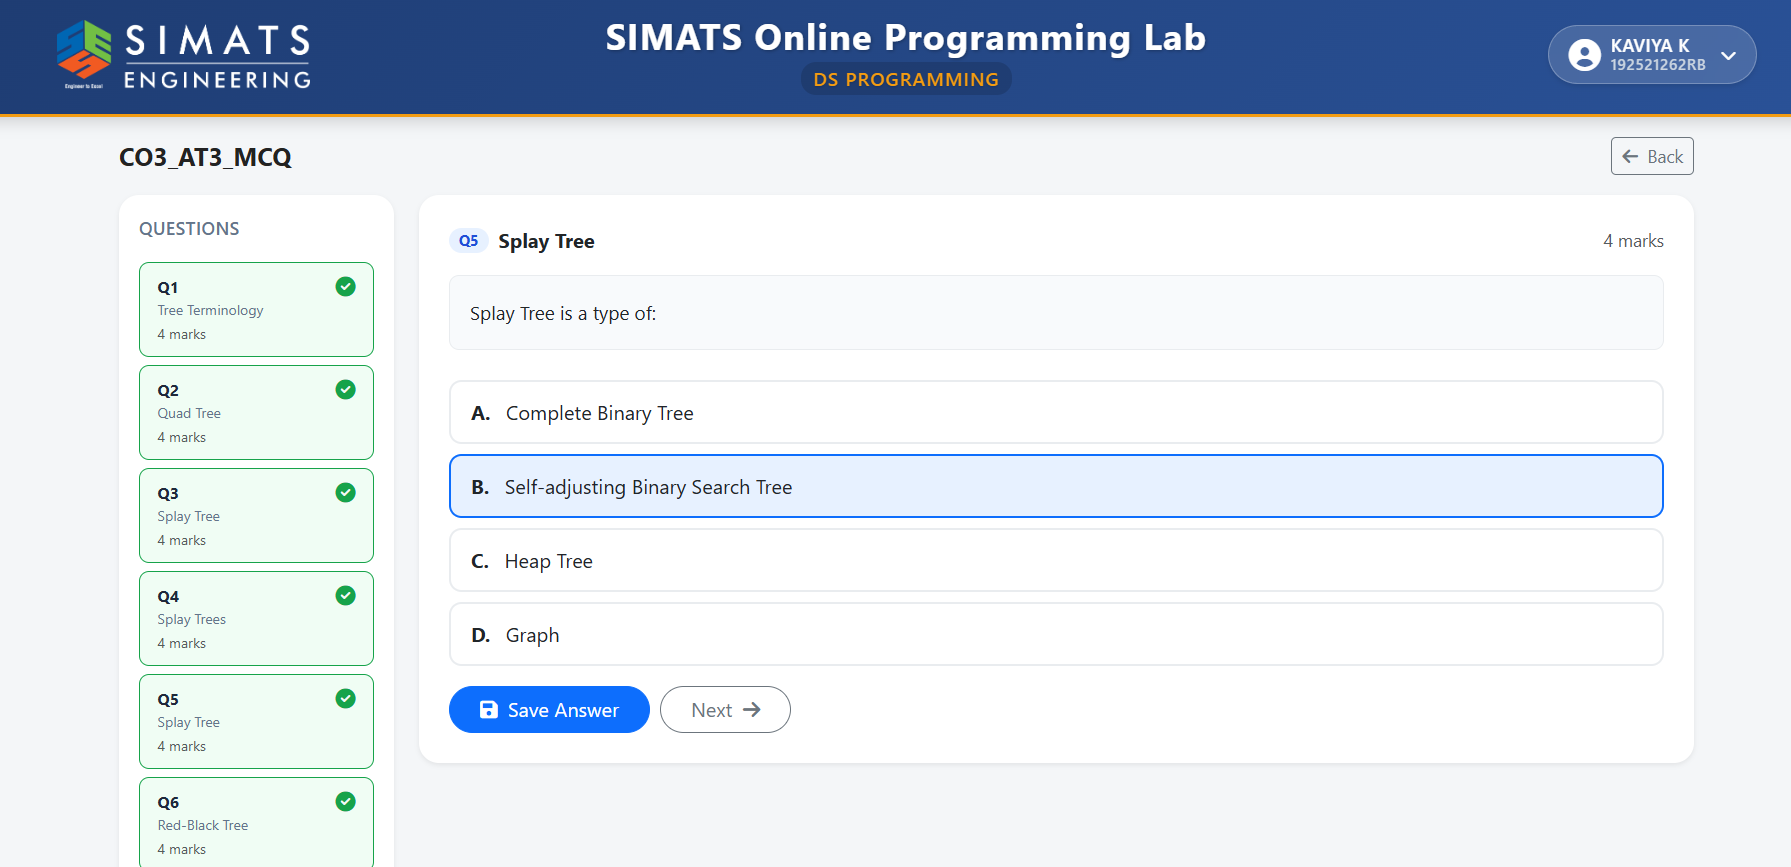 SIMATS
ENGINEERING
Engineer to Excel
SIMATS Online Programming Lab
DS PROGRAMMING
KAVIYA K
192521262RB
CO3_AT3_MCQ
Back
QUESTIONS
Q1
Tree Terminology
4 marks
Q2
Quad Tree
4 marks
Q3
Splay Tree
4 marks
Q4
Splay Trees
4 marks
Q5
Splay Tree
4 marks
Q6
Red-Black Tree
4 marks
Q5 Splay Tree 4 marks
Splay Tree is a type of:
A. Complete Binary Tree
B. Self-adjusting Binary Search Tree
C. Heap Tree
D. Graph
Save Answer
Next